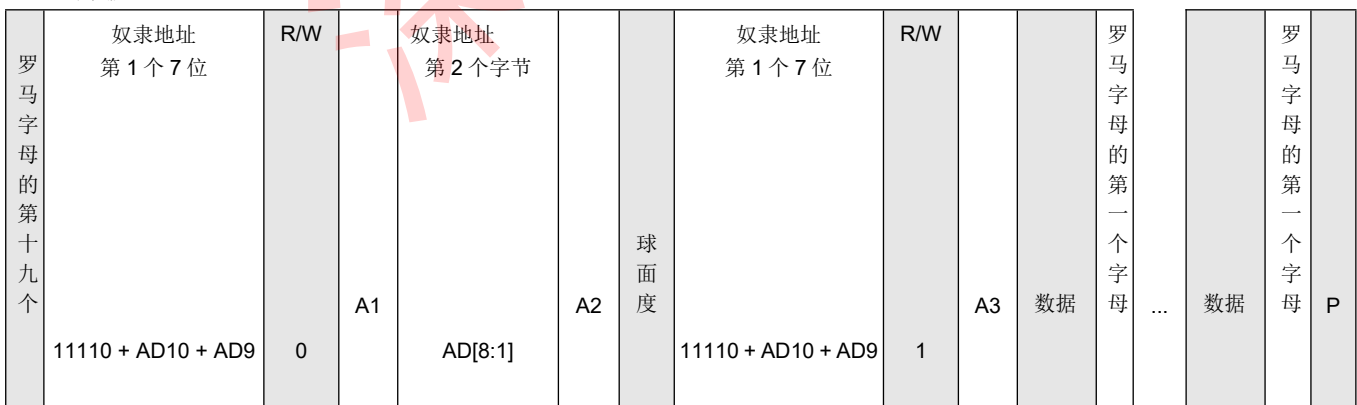 罗马字母的第十九个
奴隶地址
第 1 个 7 位
11110 + AD10 + AD9
R/W
0
A1
奴隶地址
第 2 个字节
AD[8:1]
A2
球面度
奴隶地址
第 1 个 7 位
11110 + AD10 + AD9
R/W
1
A3
数据
罗马字母的第一个字母
...
数据
罗马字母的第一个字母
P